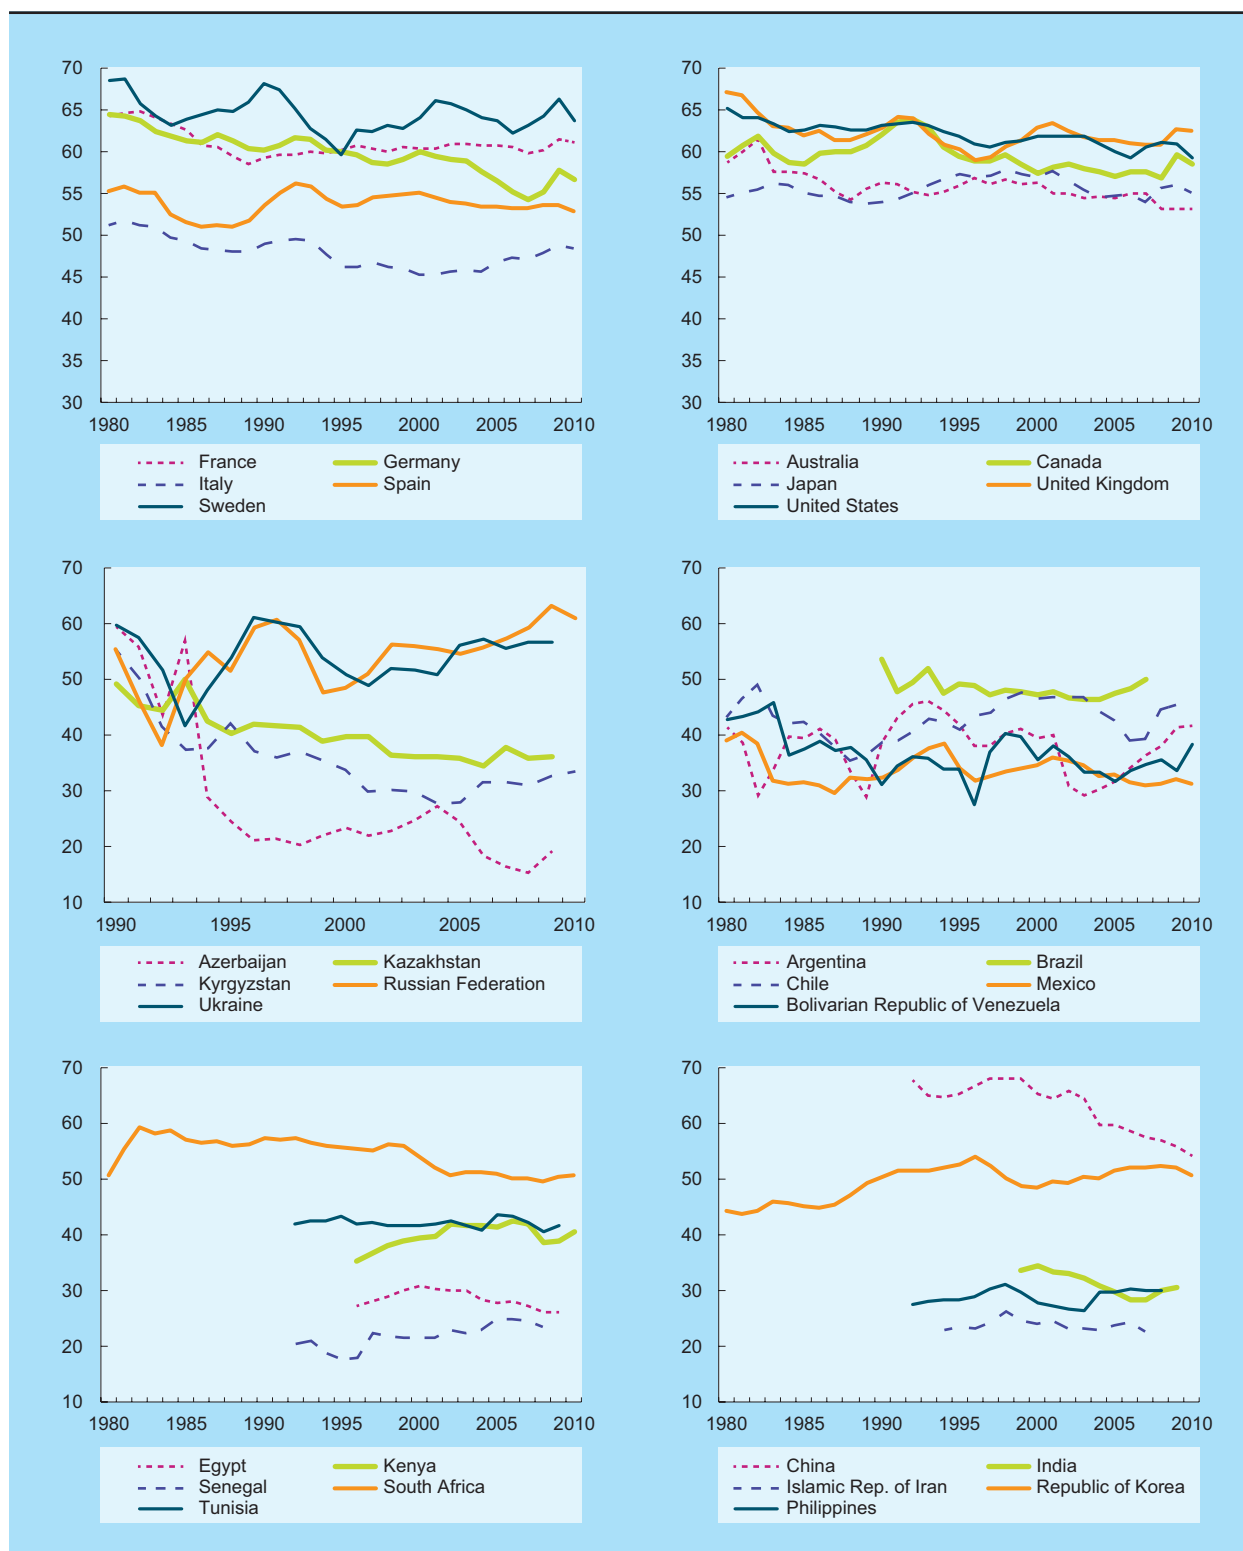 70
65
60
55
50
45
40
35
30
1980 1985 1990 1995 2000 2005 2010
France Germany
Italy Spain
Sweden
70
65
60
55
50
45
40
35
30
1980 1985 1990 1995 2000 2005 2010
Australia Canada
Japan United Kingdom
United States
70
60
50
40
30
20
10
1990 1995 2000 2005 2010
Azerbaijan Kazakhstan
Kyrgyzstan Russian Federation
Ukraine
70
60
50
40
30
20
10
1980 1985 1990 1995 2000 2005 2010
Argentina Brazil
Chile Mexico
Bolivarian Republic of Venezuela
70
60
50
40
30
20
10
1980 1985 1990 1995 2000 2005 2010
Egypt Kenya
Senegal South Africa
Tunisia
70
60
50
40
30
20
10
1980 1985 1990 1995 2000 2005 2010
China India
Islamic Rep. of Iran Republic of Korea
Philippines